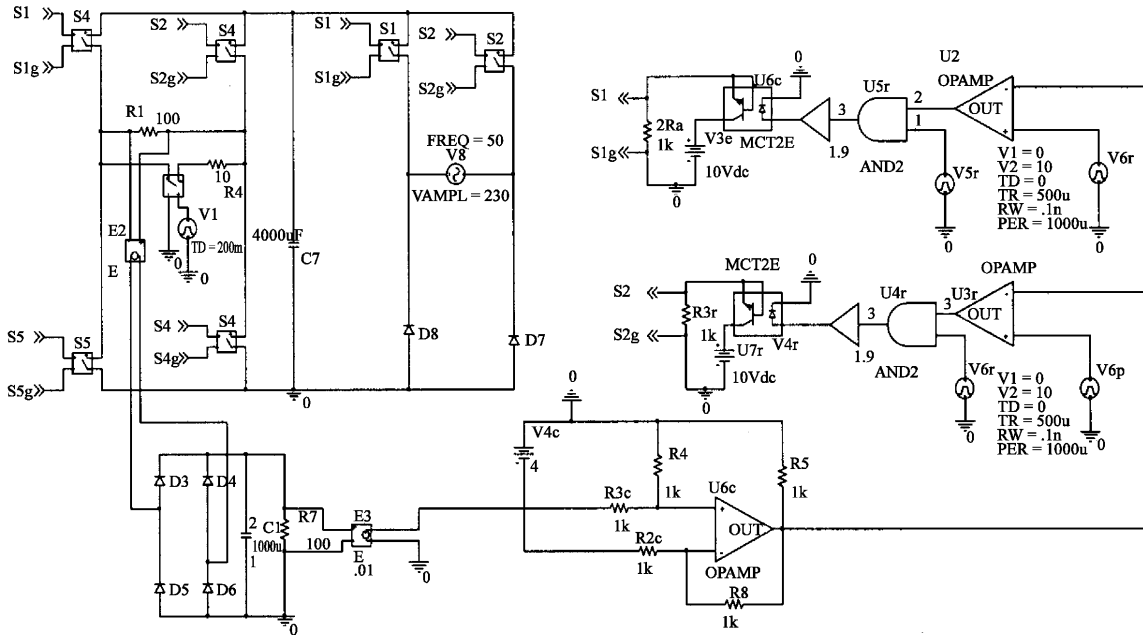 S1
S4
S2
S4
S1g
S2g
S1
S1
S2
S2
S1g
S2g
R1
100
10
R4
V1
TD = 200m
0
0
E2
E
4000uF
C7
FREQ = 50
V8
VAMPL = 230
D8
D7
S5
S5
S5g
S4
S4
S4g
0
U2
OPAMP
OUT
-
+
U5r
2
1
AND2
3
1.9
U6c
0
MCT2E
S1
S1g
2Ra
1k
V3e
10Vdc
0
V5r
0
V6r
0
V1 = 0
V2 = 10
TD = 0
TR = 500u
RW = .1n
PER = 1000u
OPAMP
U3r
OUT
-
+
3
U4r
AND2
3
1.9
MCT2E
0
V4r
U7r
10Vdc
0
S2
S2g
R3r
1k
V6r
0
V6p
0
V1 = 0
V2 = 10
TD = 0
TR = 500u
RW = .1n
PER = 1000u
D3
D4
D5
D6
2
C1
1000u
1
R7
100
0
E3
E
.01
0
0
V4c
4
R4
1k
R5
1k
R3c
1k
R2c
1k
U6c
+
-
OUT
OPAMP
R8
1k